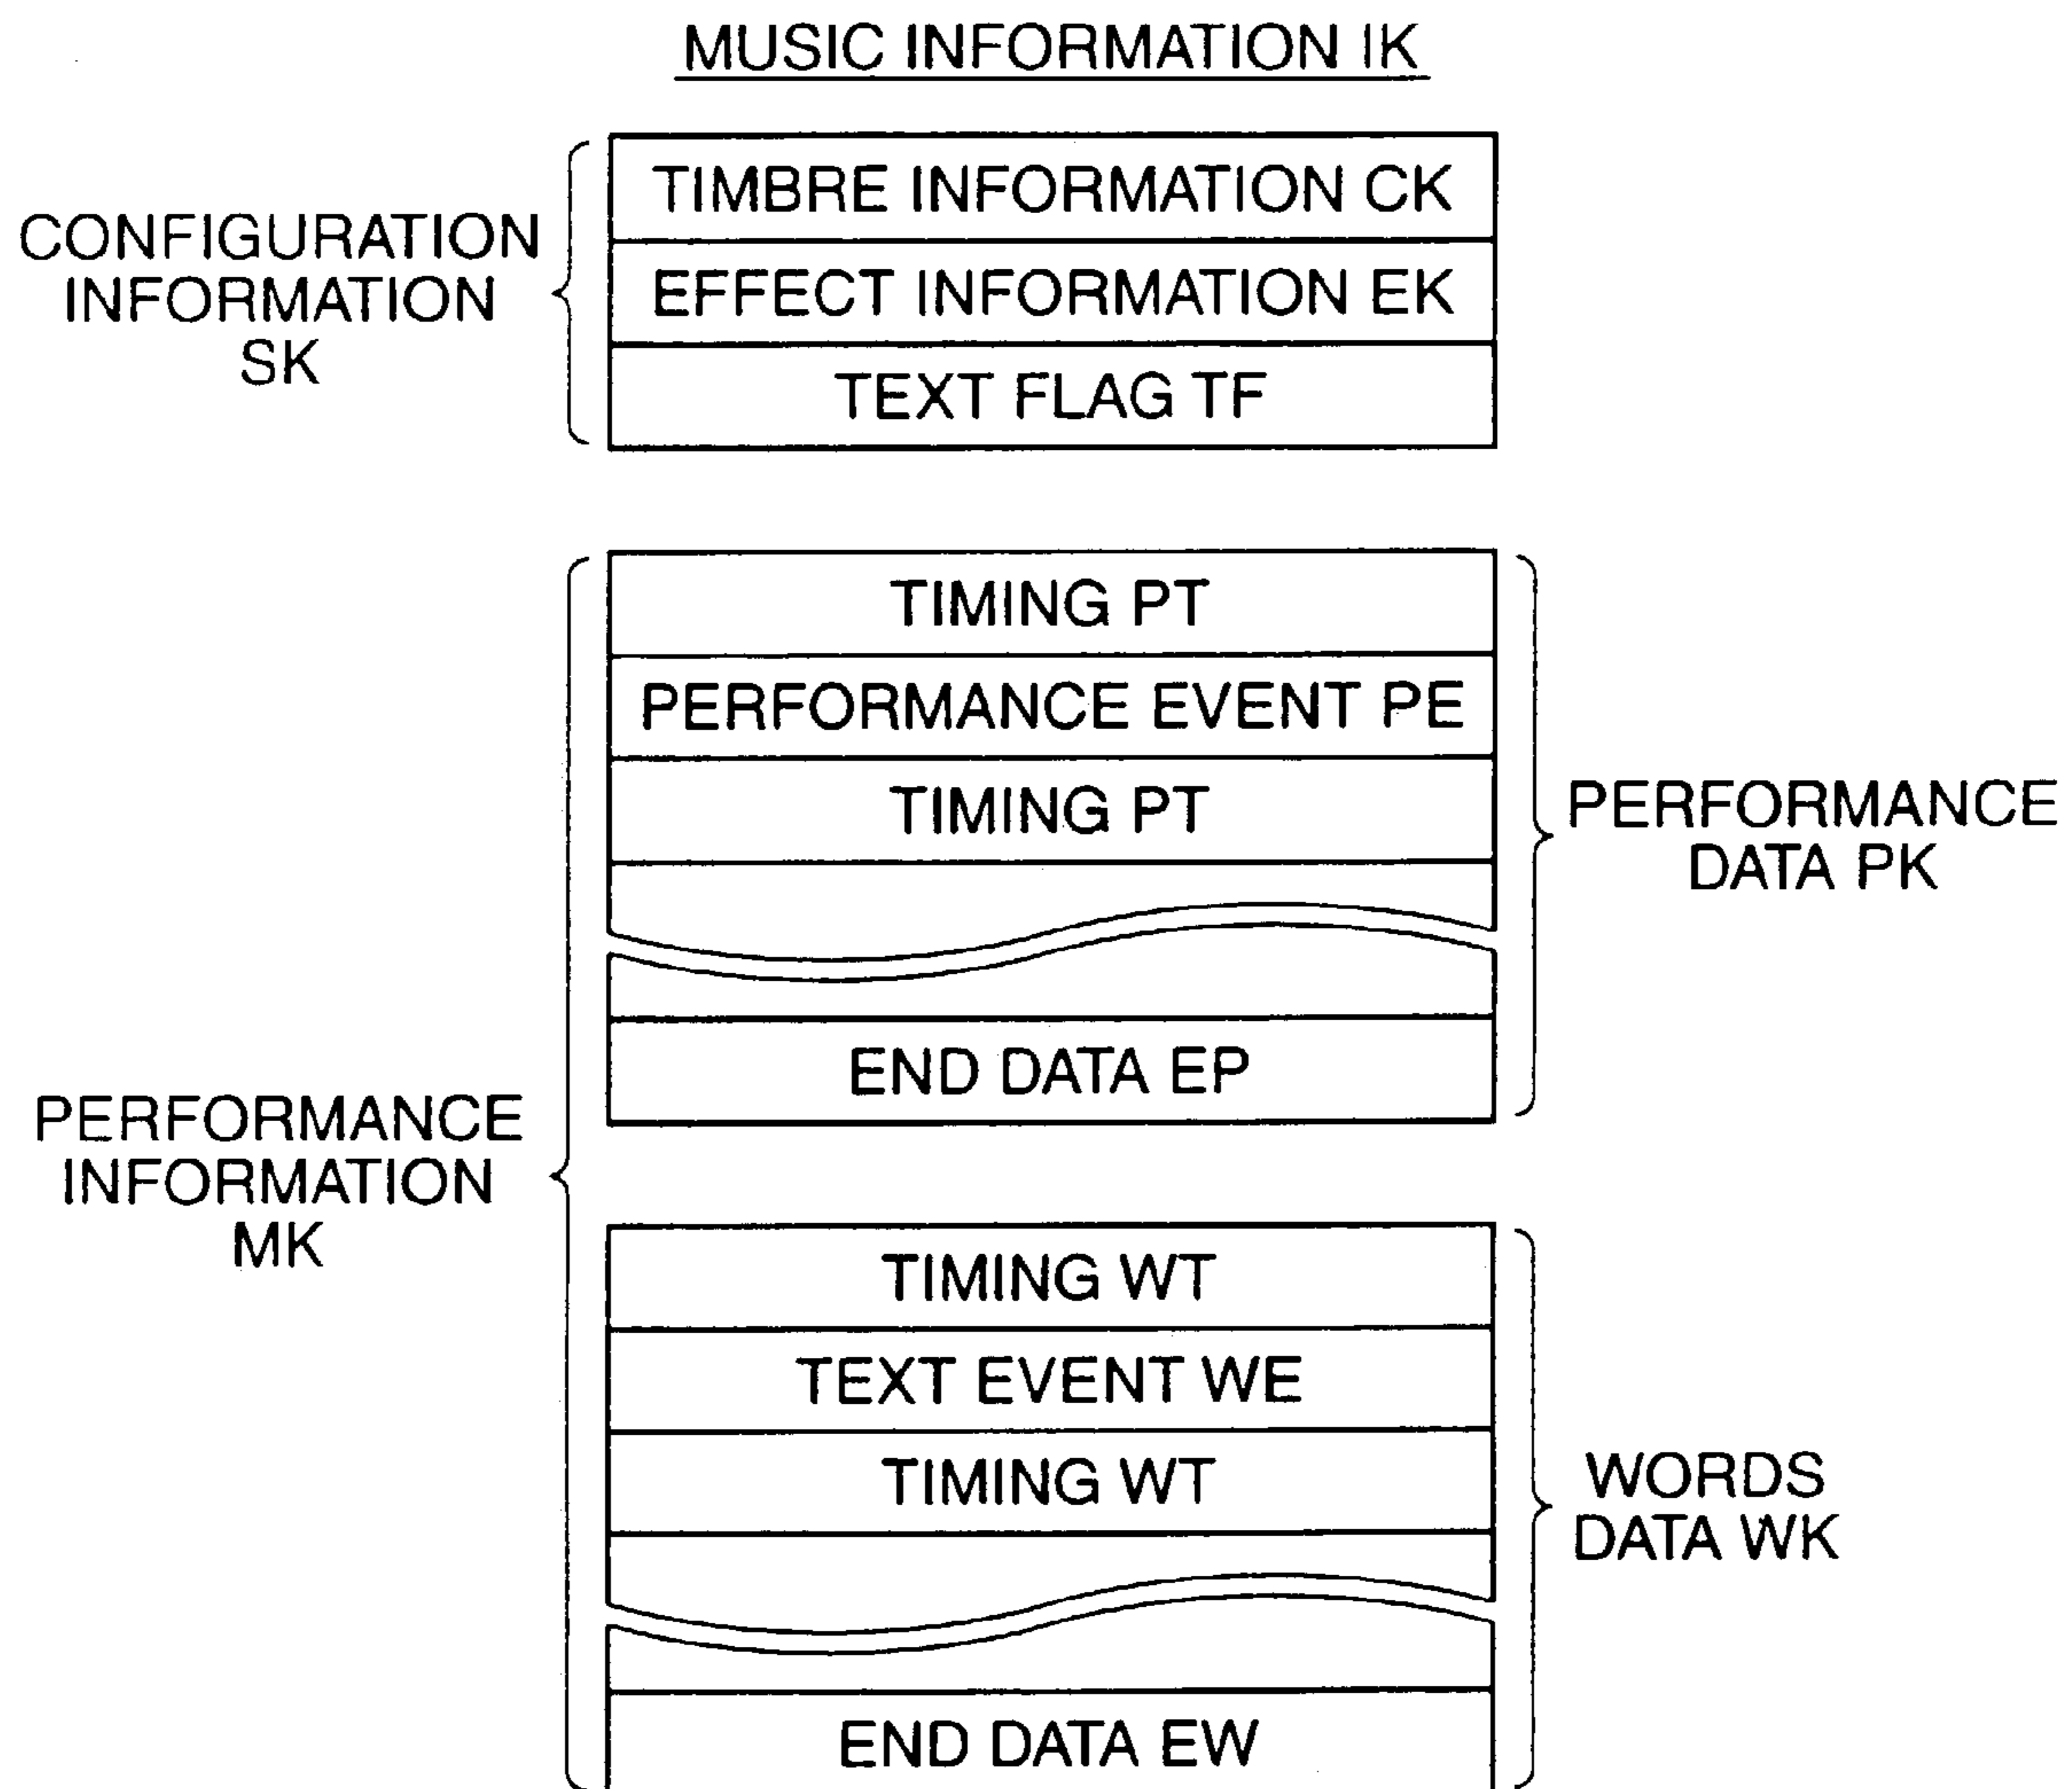 MUSIC INFORMATION IK
CONFIGURATION
INFORMATION
SK
TIMBRE INFORMATION CK
EFFECT INFORMATION EK
TEXT FLAG TF
PERFORMANCE
INFORMATION
MK
TIMING PT
PERFORMANCE EVENT PE
TIMING PT
END DATA EP
PERFORMANCE
DATA PK
TIMING WT
TEXT EVENT WE
TIMING WT
END DATA EW
WORDS
DATA WK